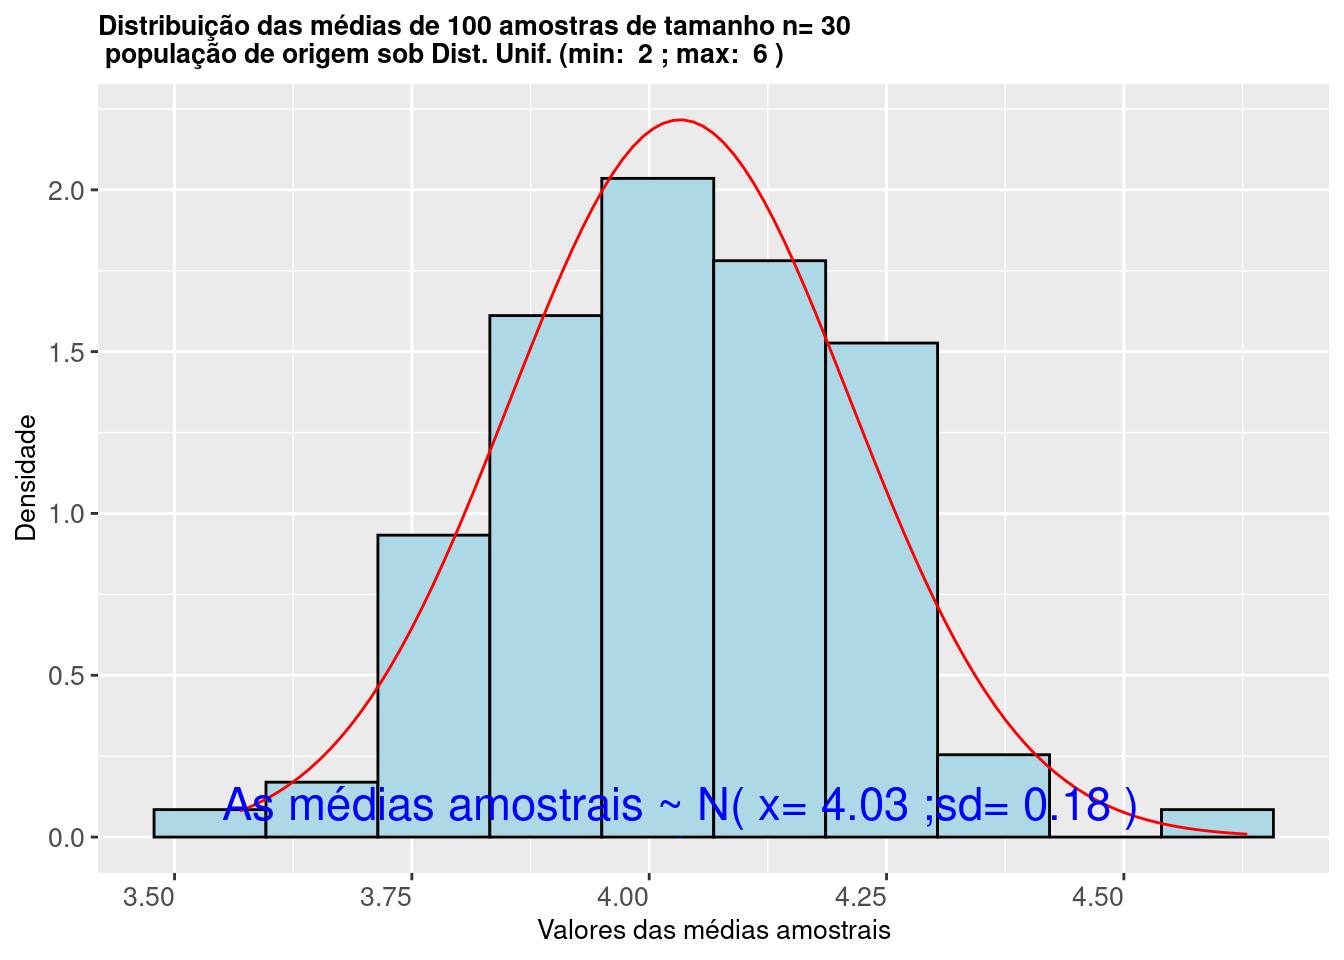 Distribuição das médias de 100 amostras de tamanho n= 30
população de origem sob Dist. Unif. (min:  2 ; max:  6 )
Densidade
2.0
1.5
1.0
0.5
0.0
As médias amostrais ~ N( x= 4.03 ;sd= 0.18 )
3.50 3.75 4.00 4.25 4.50
Valores das médias amostrais